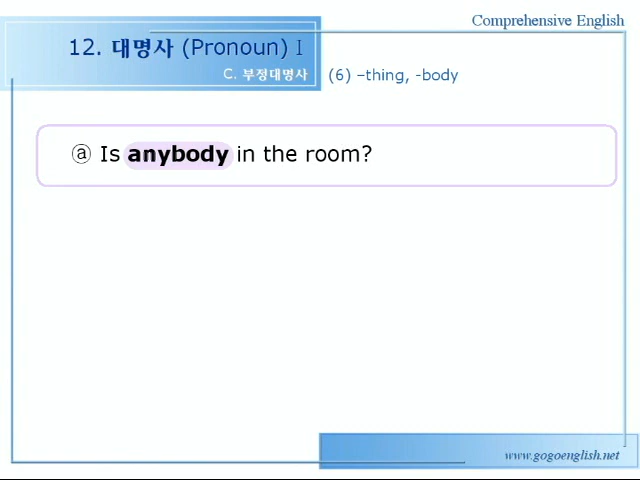 Comprehensive English
12. 대명사 (Pronoun) I
C. 부정대명사
(6) –thing, -body
ⓐ Is anybody in the room?
www.gogoenglish.net